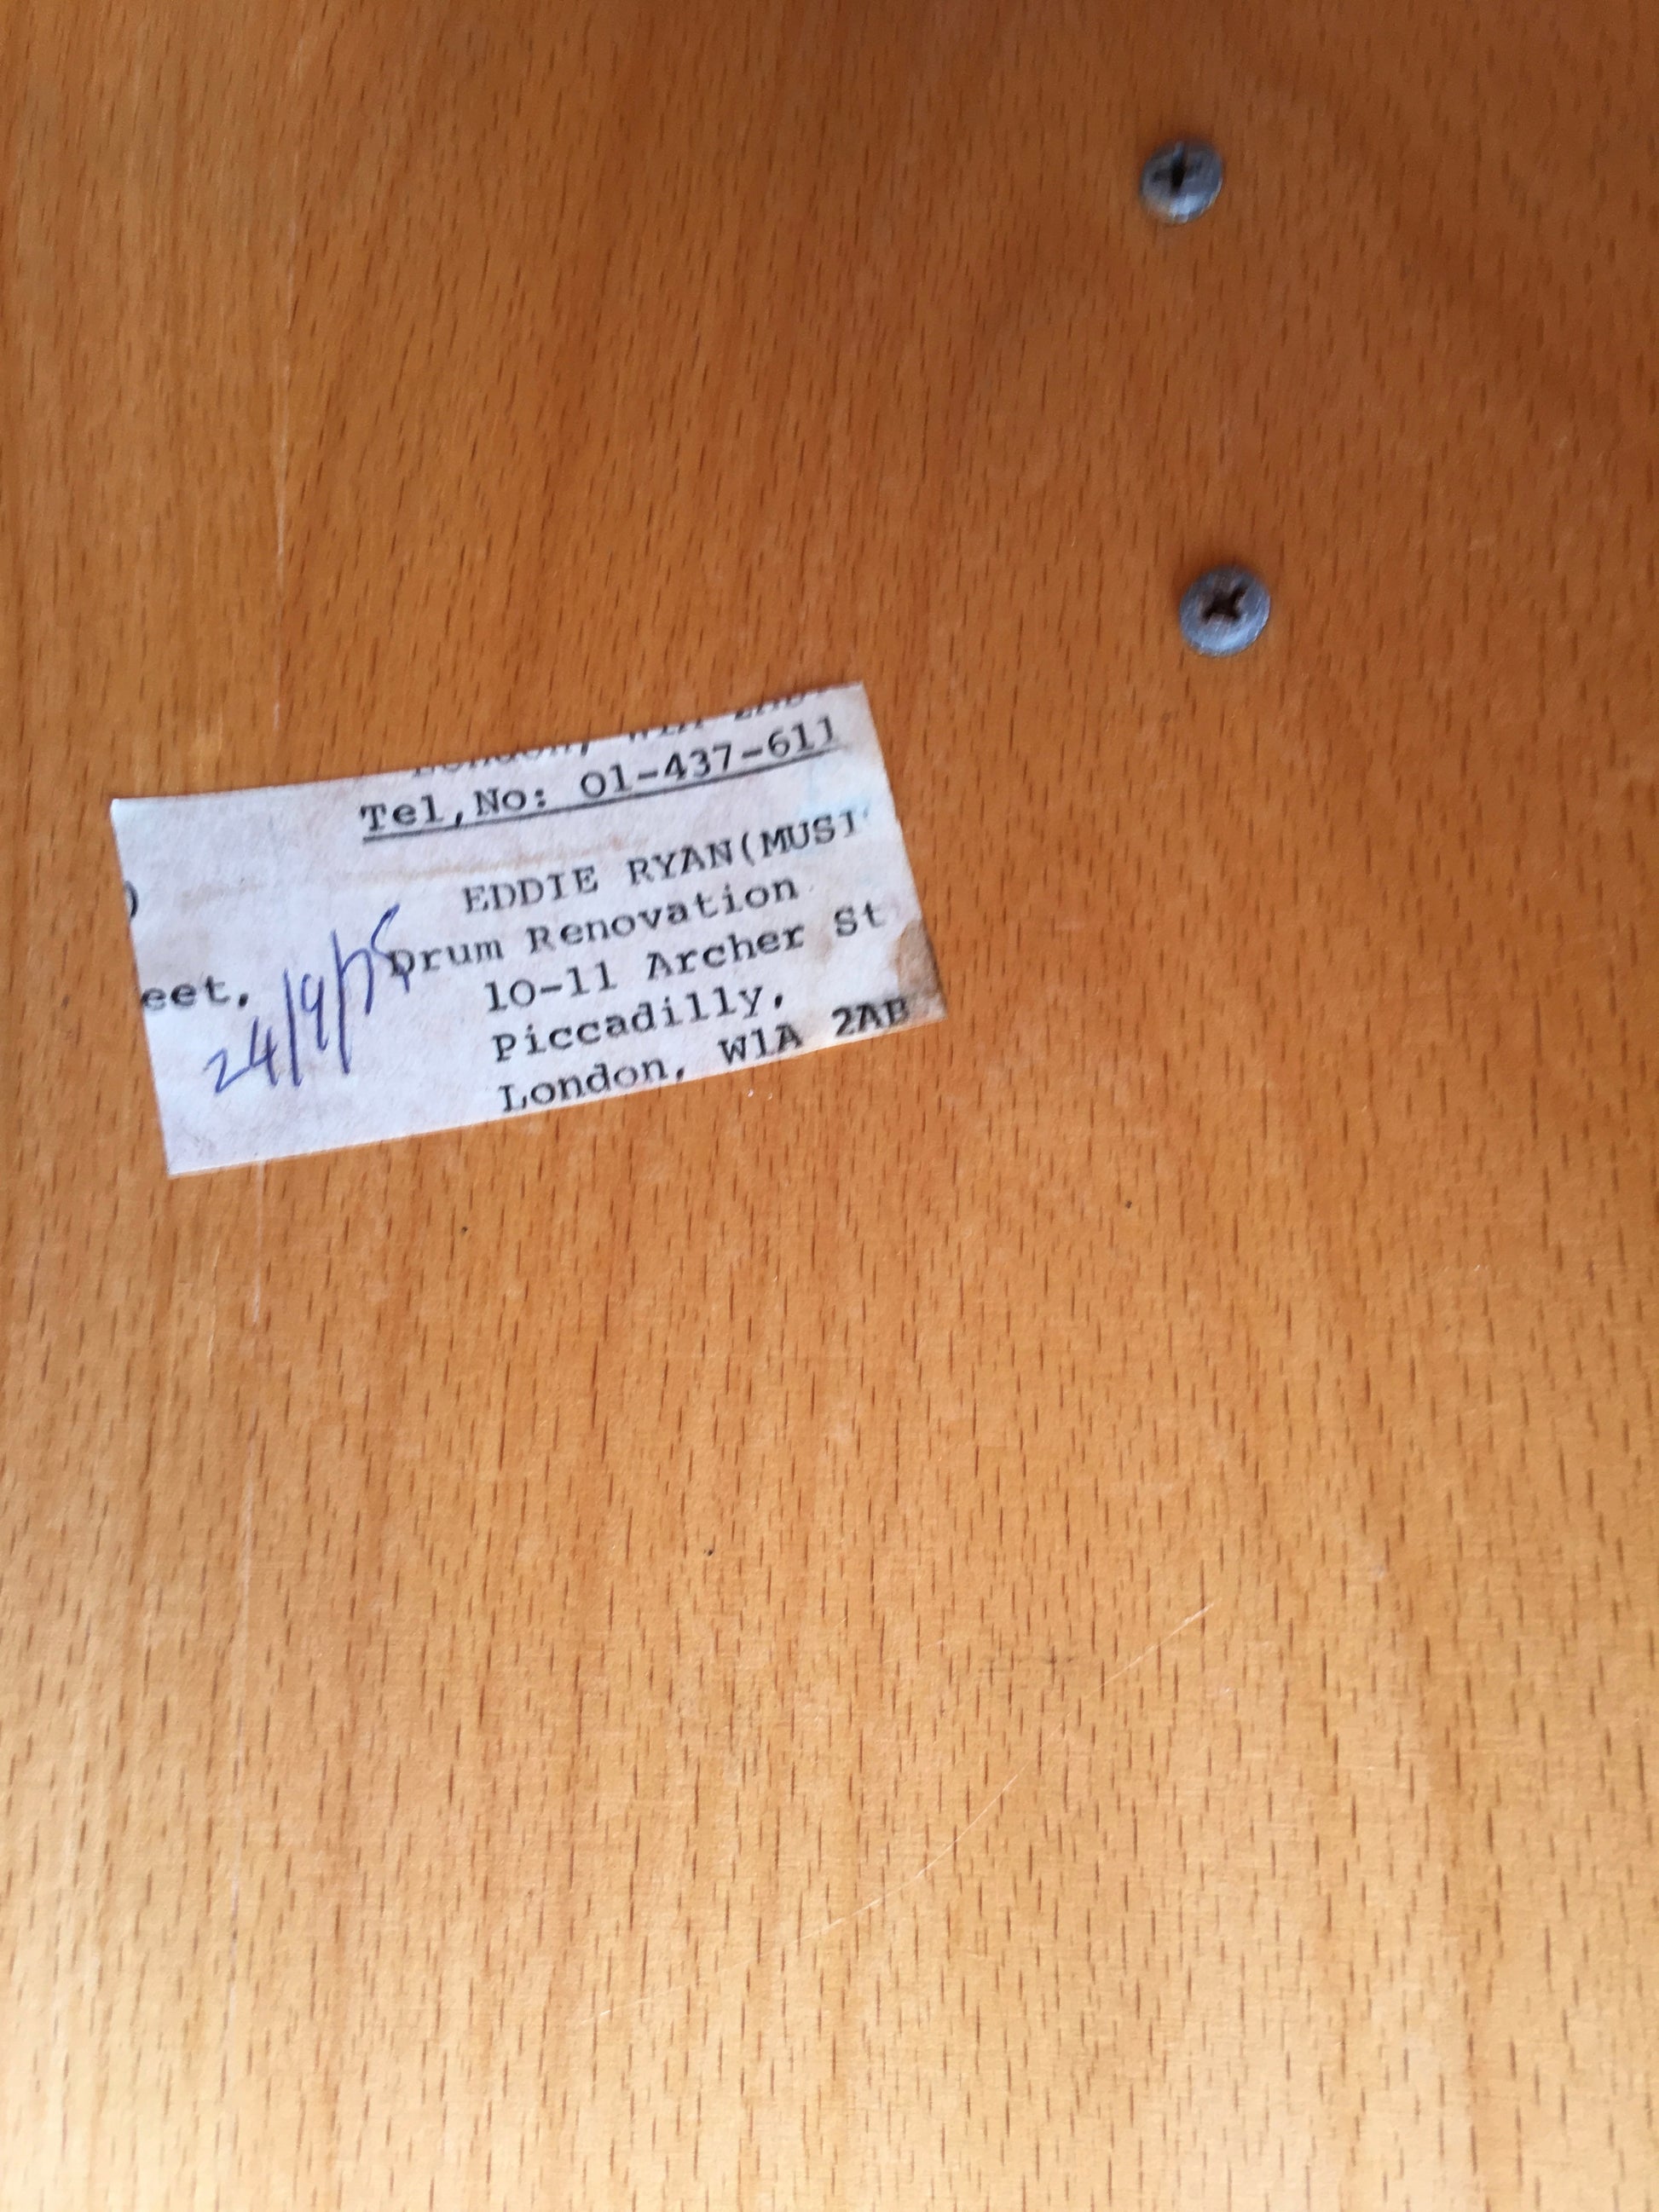 Tel,No: 01-437-611
)
EDDIE RYAN(MUSI
Drum Renovation
eet,
10-11 Archer St
Piccadilly,
London, W1A 2AB
24/9/75